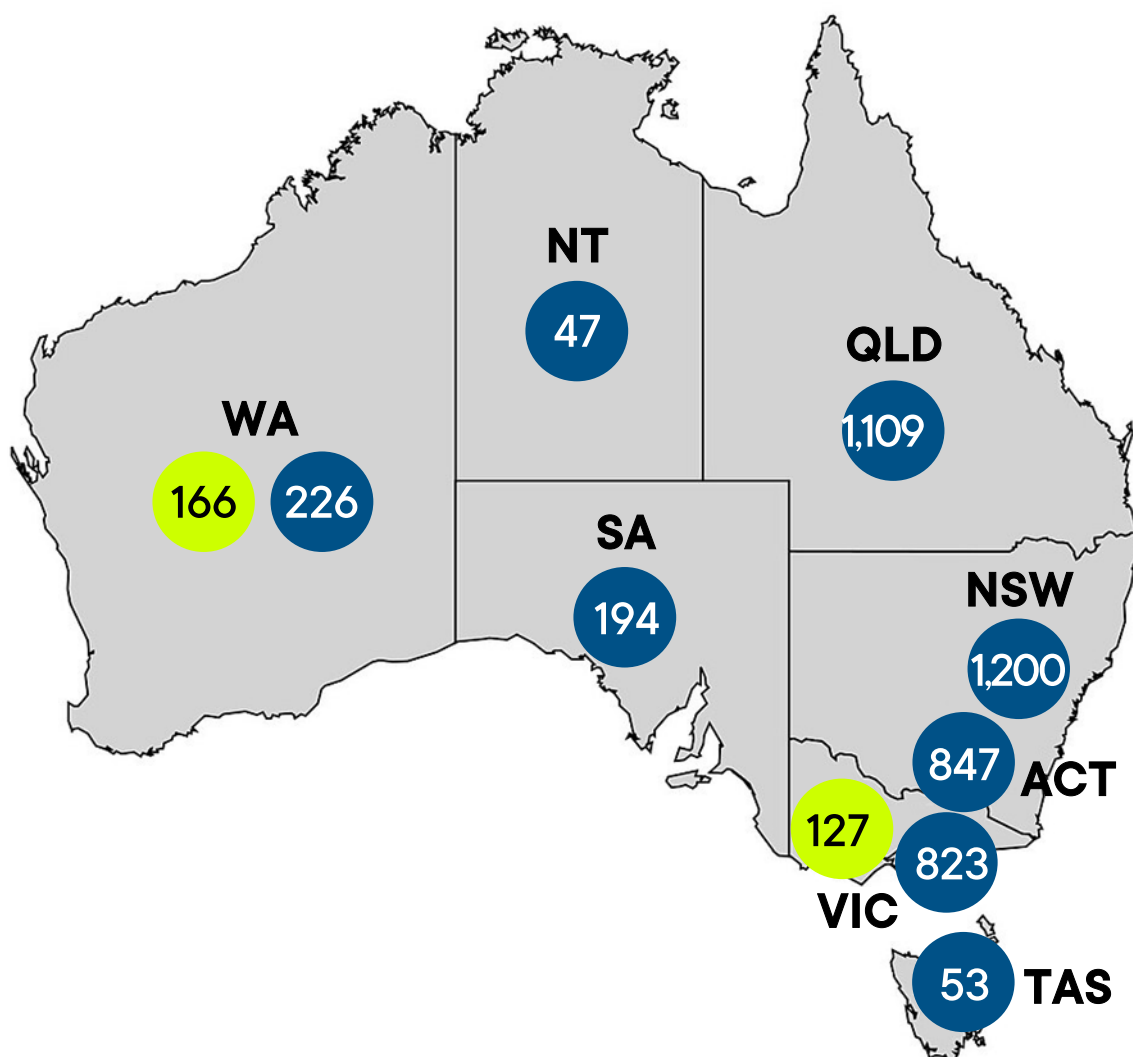 NT
47
QLD
1,109
WA
166 226
SA
194
NSW
1,200
847 ACT
127
823
VIC
53 TAS